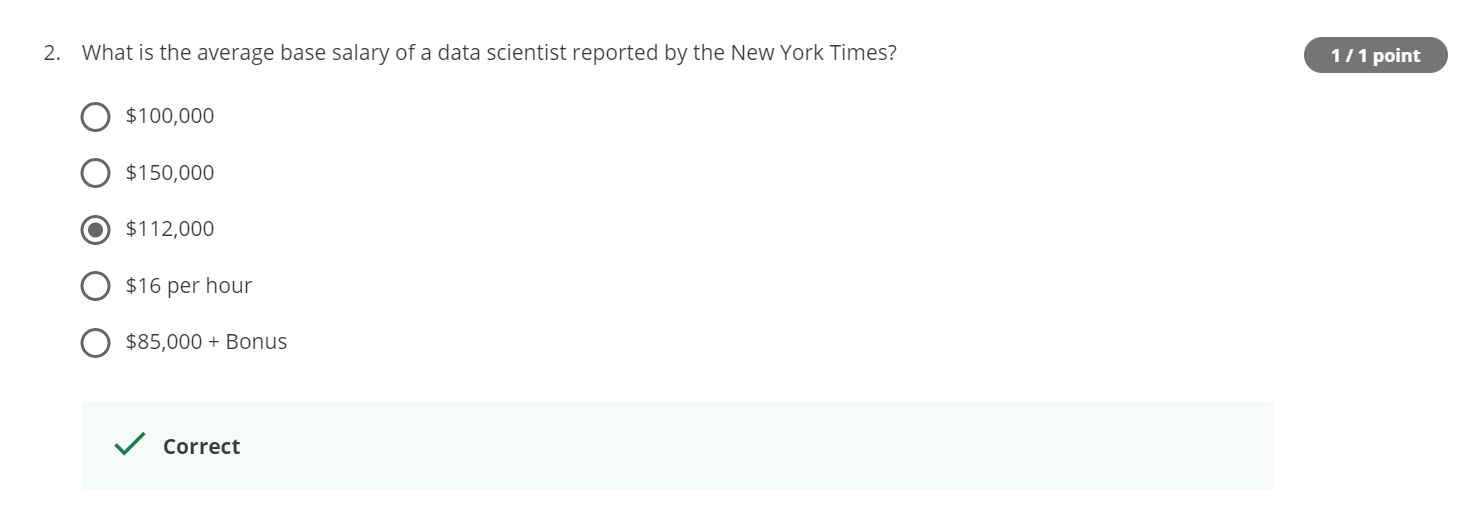 2. What is the average base salary of a data scientist reported by the New York Times?
1 / 1 point
$100,000
$150,000
$112,000
$16 per hour
$85,000 + Bonus
Correct